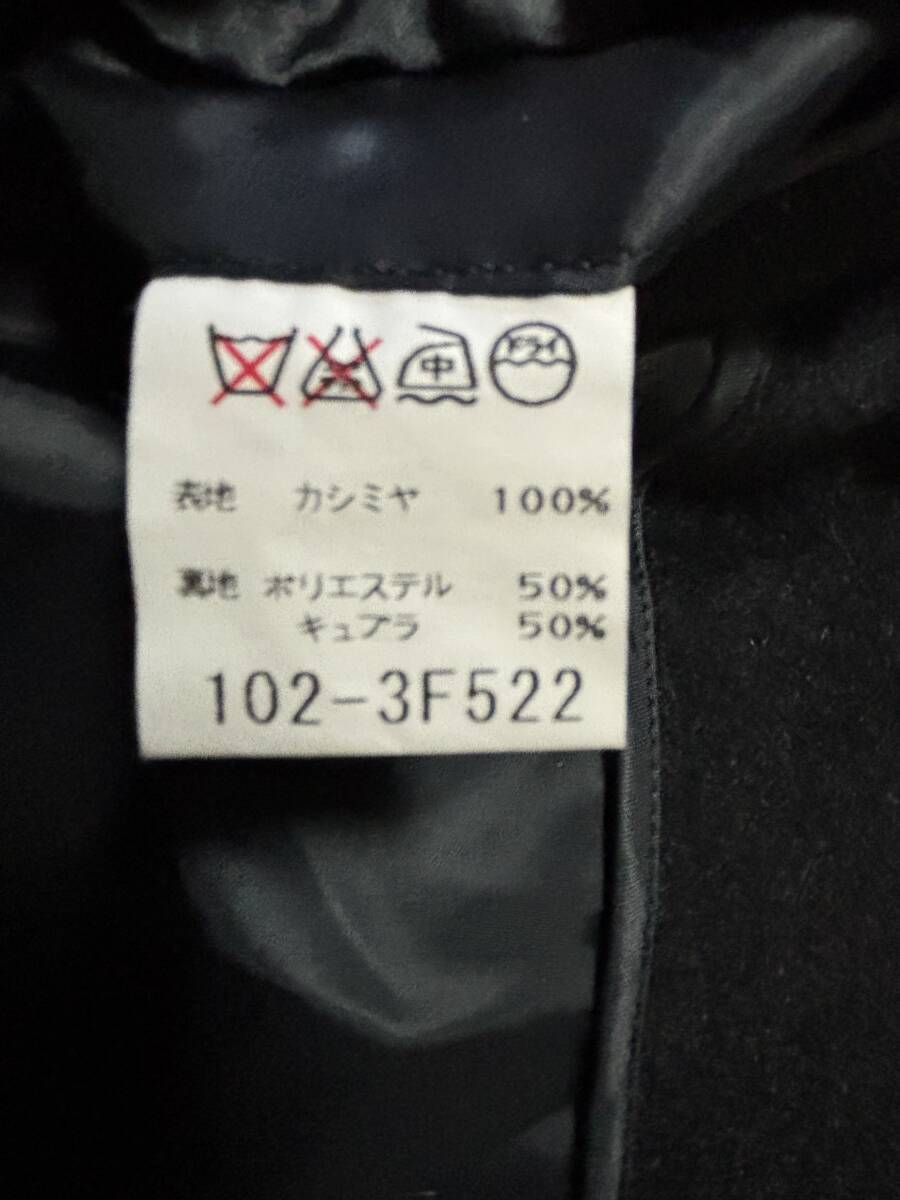 中 ドライ
表地 カシミヤ 100%
裏地 ポリエステル 50%
キュアラ 50%
102-3F522